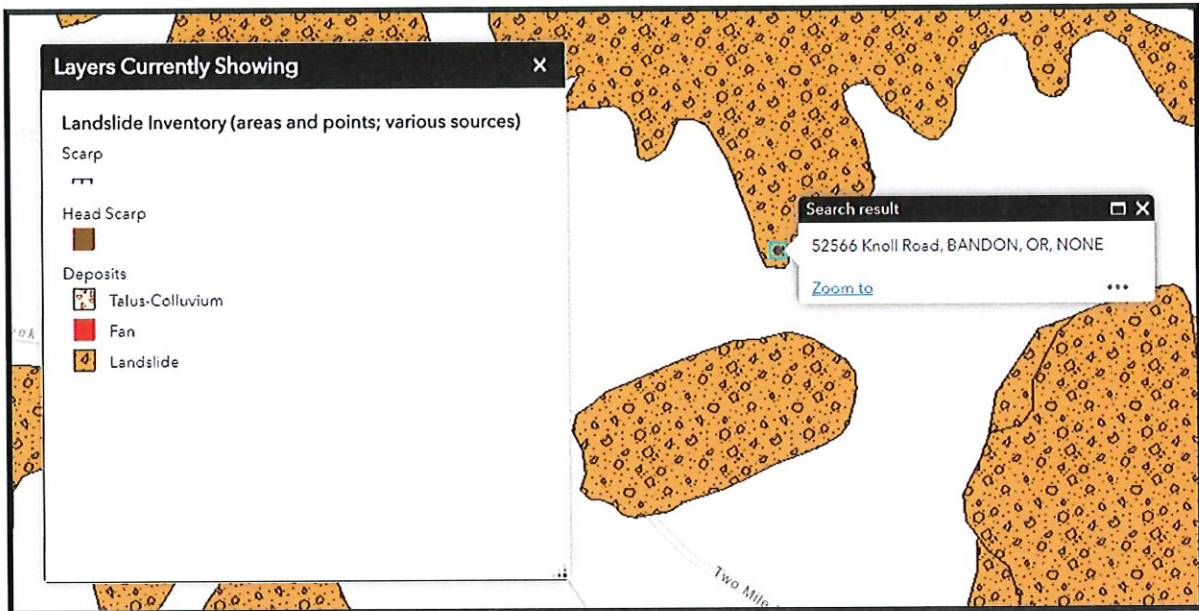 Layers Currently Showing
Landslide Inventory (areas and points; various sources)
Scarp
Head Scarp
Deposits
Talus-Colluvium
Fan
Landslide
Search result
52566 Knoll Road, BANDON, OR, NONE
Zoom to
Two Mile